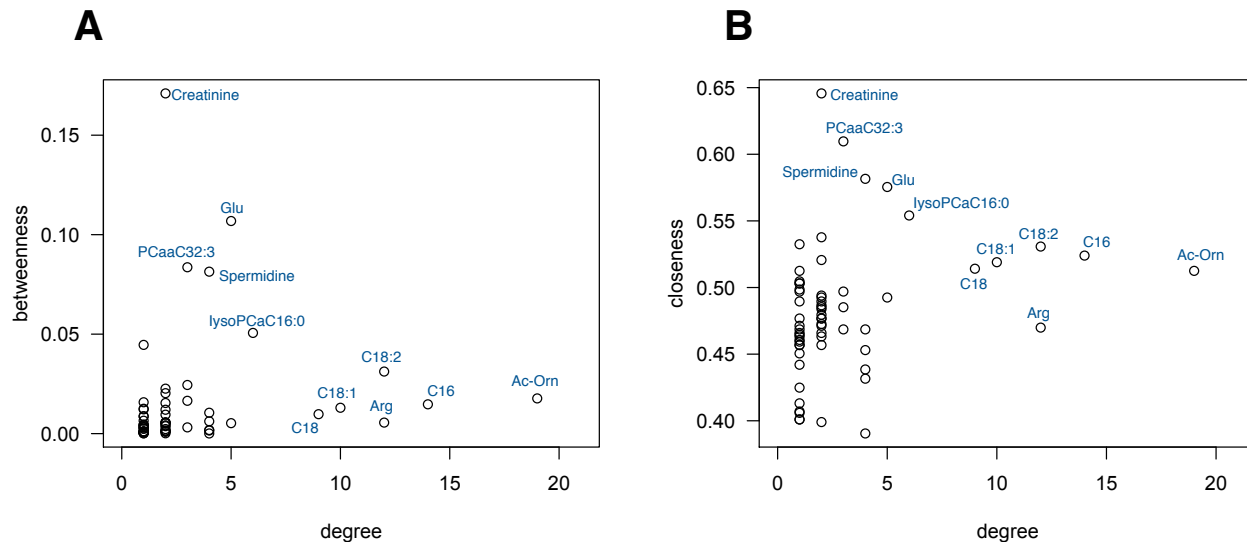 A
betweenness
0.15
0.10
0.05
0.00
Creatinine
Glu
PCaaC32:3
Spermidine
lysoPCaC16:0
C18:2
C18:1
C18
Arg
C16
Ac-Orn
0 5 10 15 20
degree
B
closeness
0.65
0.60
0.55
0.50
0.45
0.40
Creatinine
PCaaC32:3
Spermidine
Glu
lysoPCaC16:0
C18:2
C18:1
C18
C16
Ac-Orn
Arg
0 5 10 15 20
degree